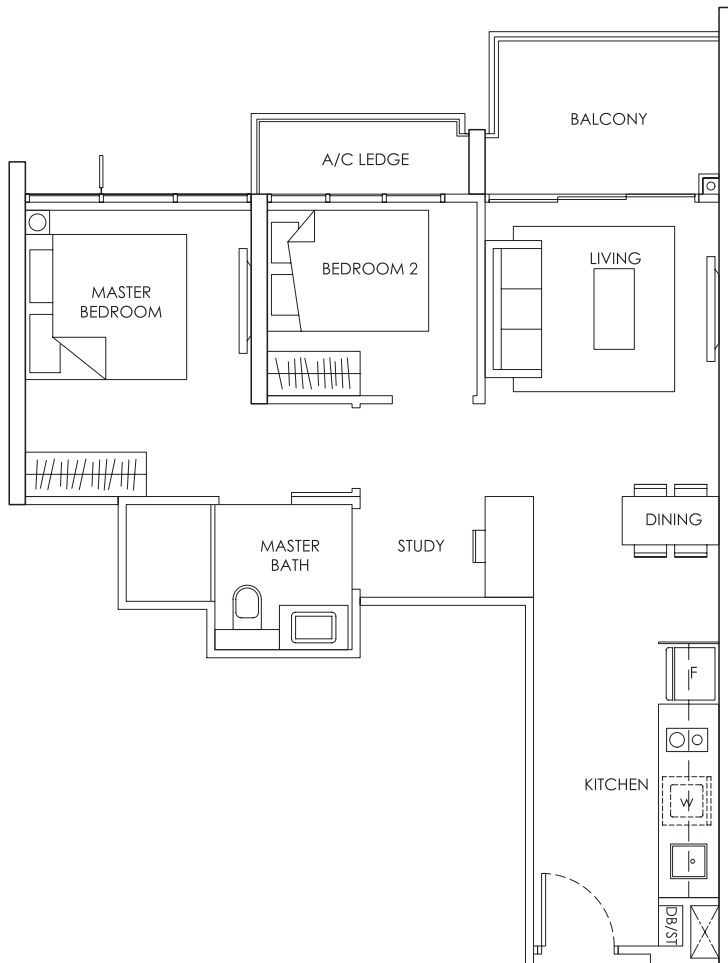 BALCONY
A/C LEDGE
LIVING
BEDROOM 2
MASTER
BEDROOM
DINING
MASTER
BATH
STUDY
F
KITCHEN
W
DB/ST